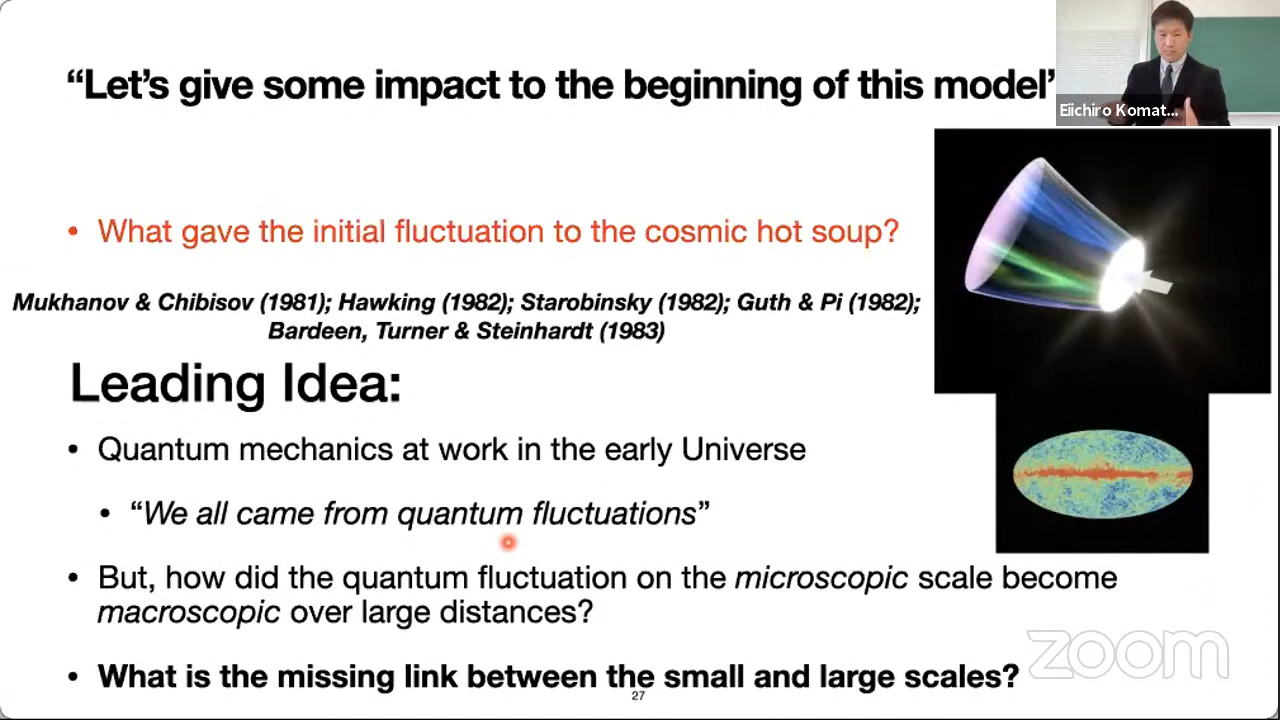 “Let’s give some impact to the beginning of this model’
Eiichiro Komat...
• What gave the initial fluctuation to the cosmic hot soup?
Mukhanov & Chibisov (1981); Hawking (1982); Starobinsky (1982); Guth & Pi (1982);
Bardeen, Turner & Steinhardt (1983)
Leading Idea:
• Quantum mechanics at work in the early Universe
• “We all came from quantum fluctuations”
• But, how did the quantum fluctuation on the microscopic scale become
macroscopic over large distances?
• What is the missing link between the small and large scales?
27
zoom